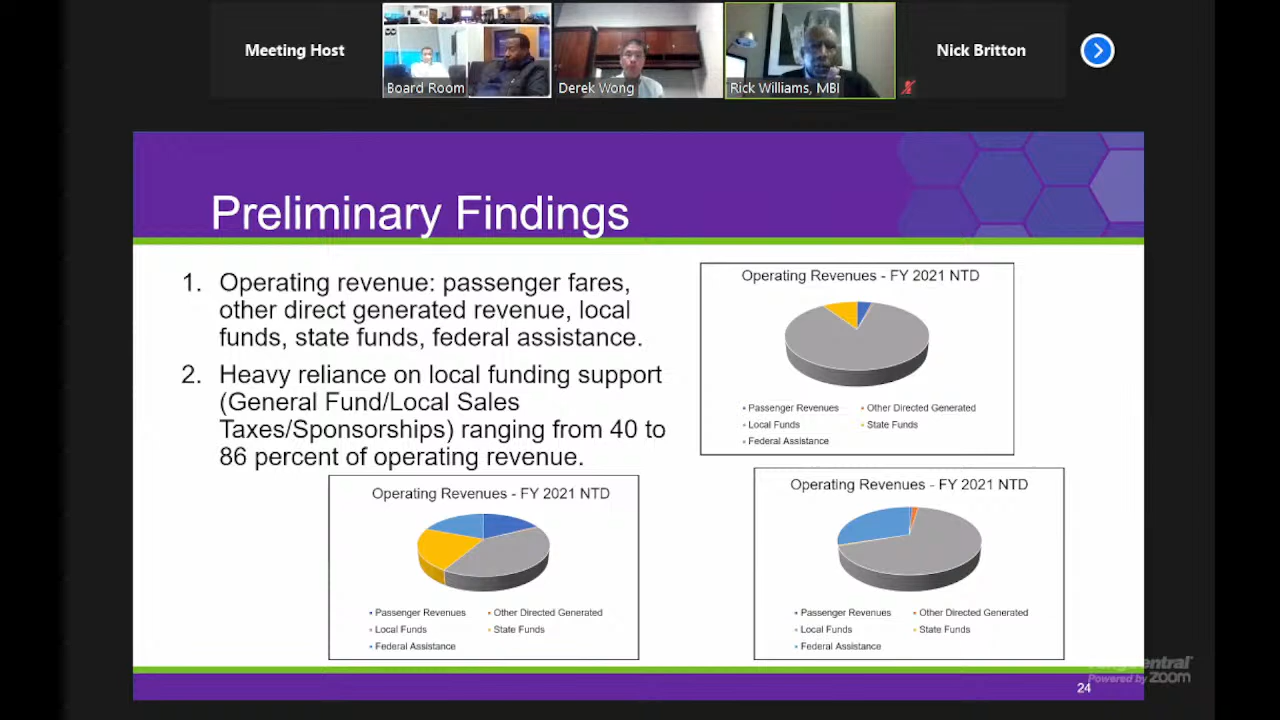 Meeting Host
Board Room
Derek Wong
Rick Williams, MBI
Nick Britton
Preliminary Findings
1. Operating revenue: passenger fares,
other direct generated revenue, local
funds, state funds, federal assistance.
2. Heavy reliance on local funding support
(General Fund/Local Sales
Taxes/Sponsorships) ranging from 40 to
86 percent of operating revenue.
Operating Revenues - FY 2021 NTD
Passenger Revenues Other Directed Generated
Local Funds State Funds
Federal Assistance
Operating Revenues - FY 2021 NTD
Passenger Revenues Other Directed Generated
Local Funds State Funds
Federal Assistance
Operating Revenues - FY 2021 NTD
Passenger Revenues Other Directed Generated
Local Funds State Funds
Federal Assistance
Powered by zoom
24